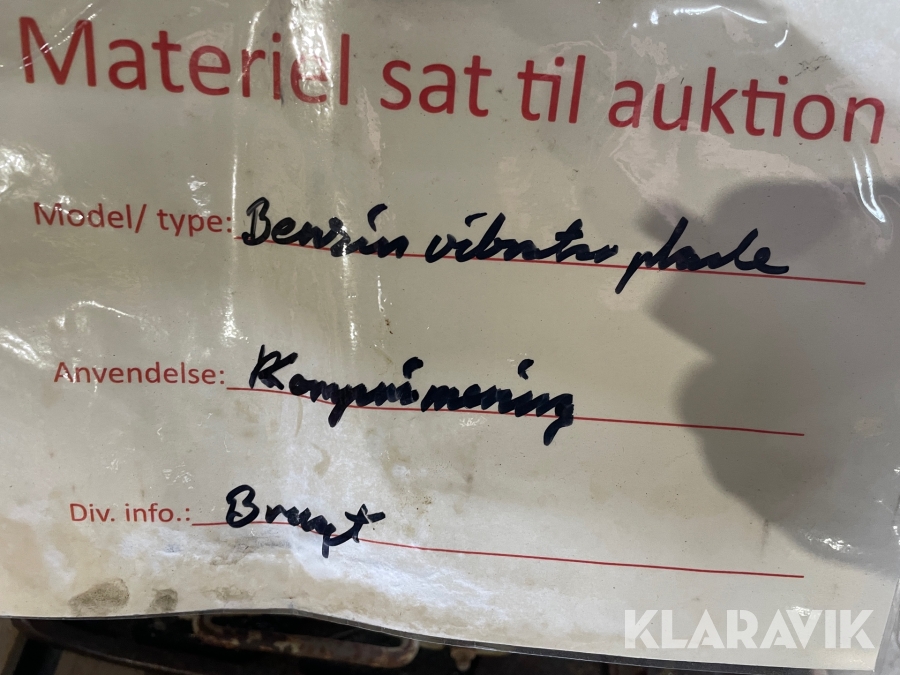 Materiel sat til auktion
Model/ type: Benzin vibrator plade
Anvendelse: Komprimering
Div. info.: Brugt
KLARAVIK